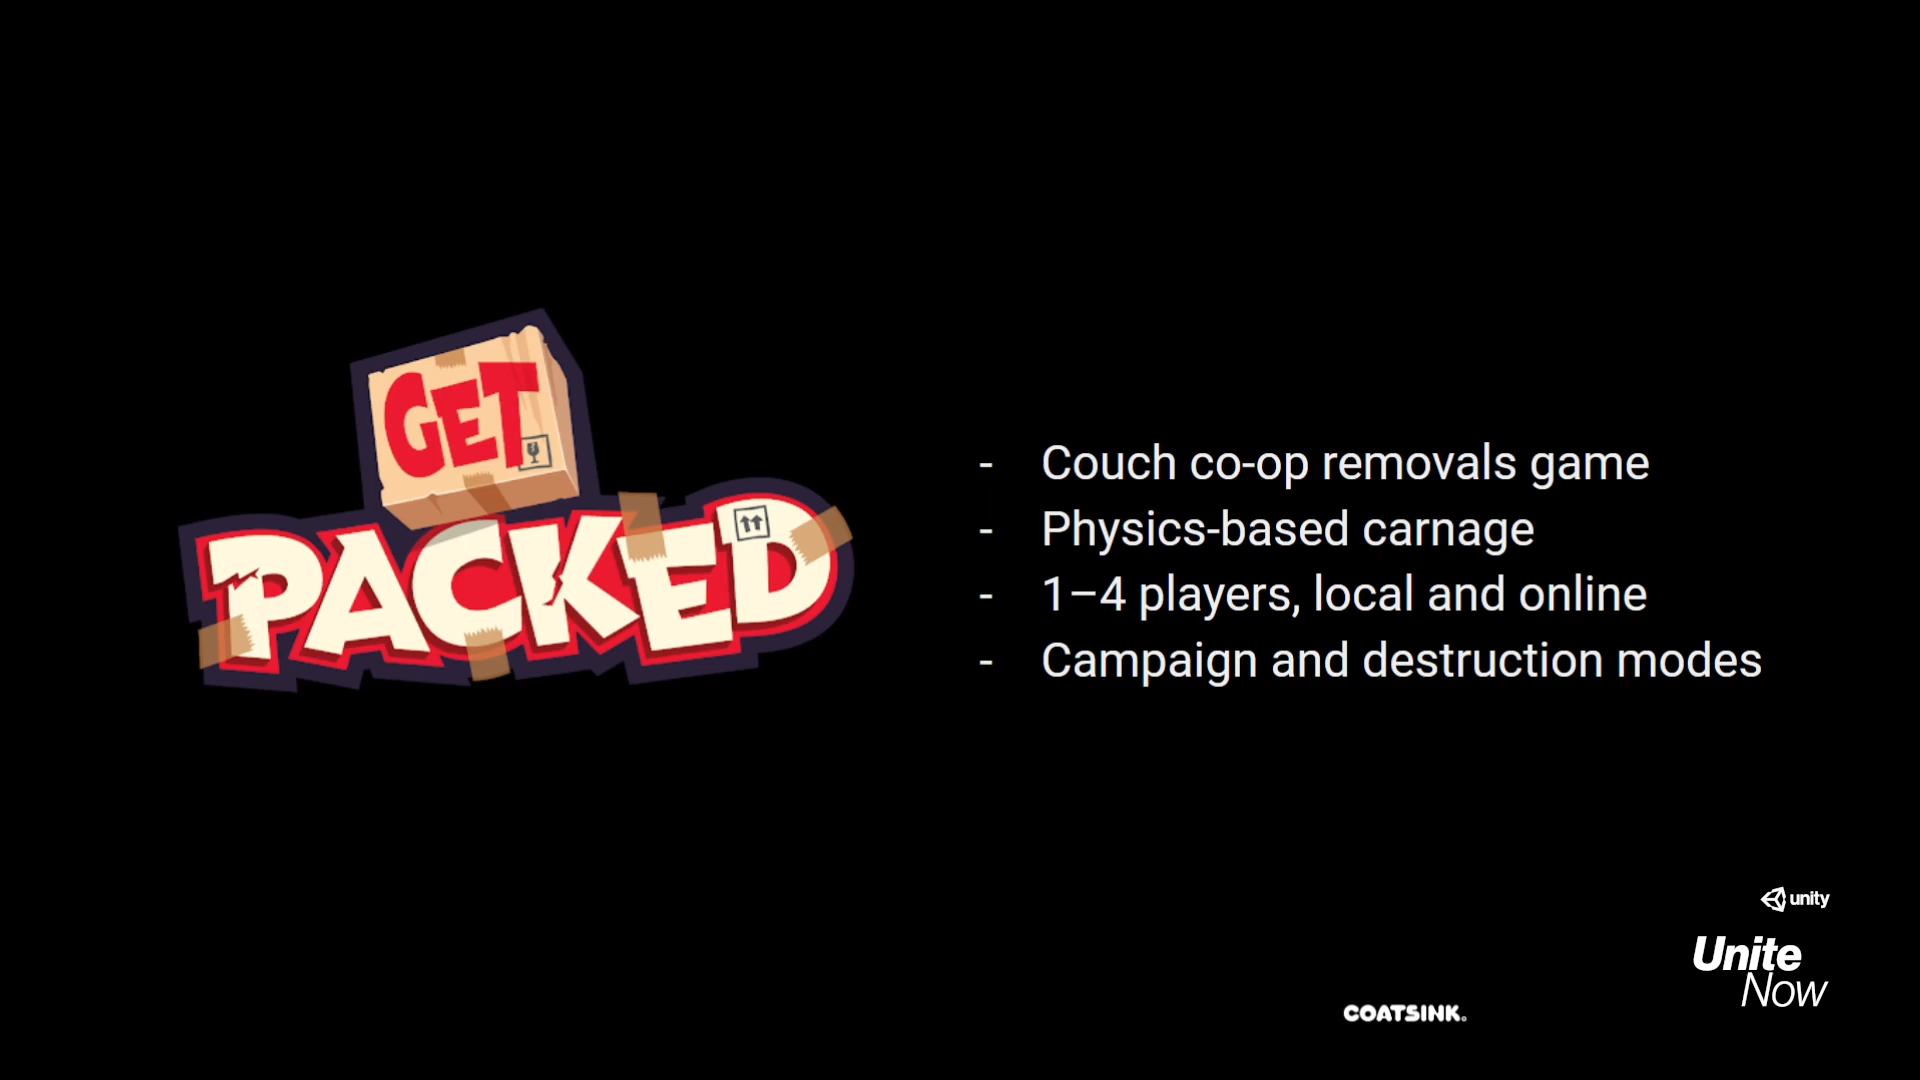 GET
PACKED
- Couch co-op removals game
- Physics-based carnage
- 1–4 players, local and online
- Campaign and destruction modes
unity
Unite
Now
COATSINK.